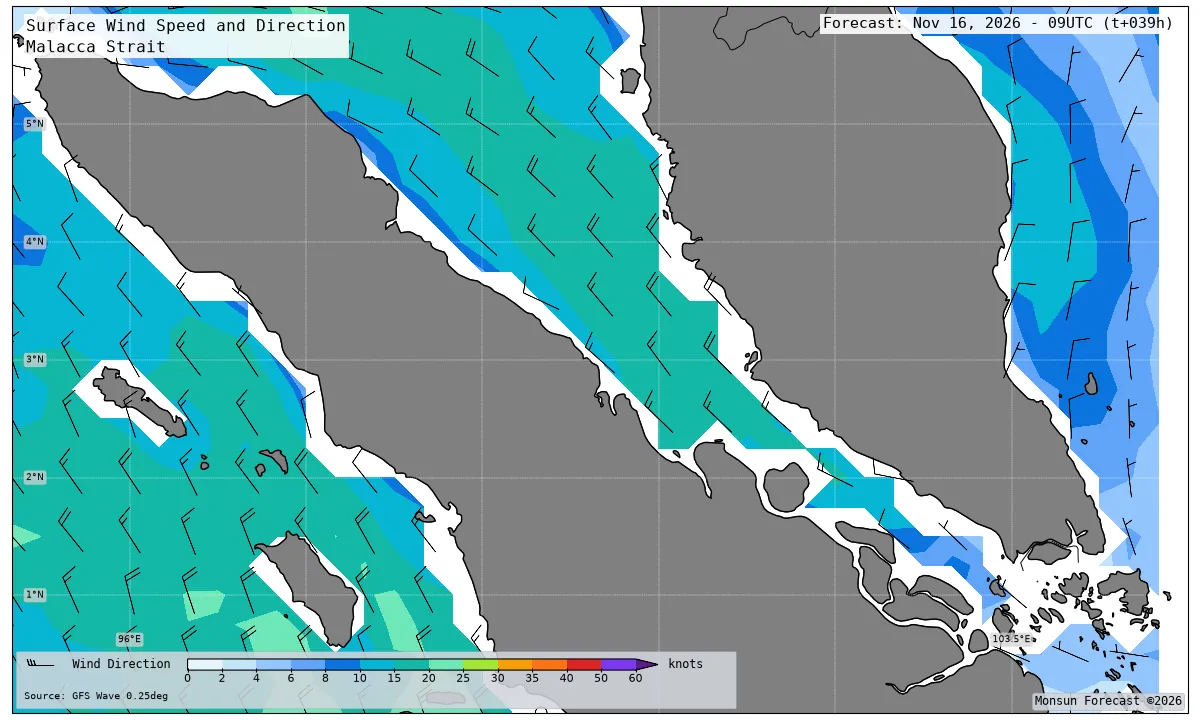 Surface Wind Speed and Direction
Malacca Strait
Forecast: Nov 16, 2026 - 09UTC (t+039h)
5°N
4°N
3°N
2°N
1°N
96°E
103.5°E
Wind Direction
knots
0 2 4 6 8 10 15 20 25 30 35 40 50 60
Source: GFS Wave 0.25deg
Monsun Forecast ©2026